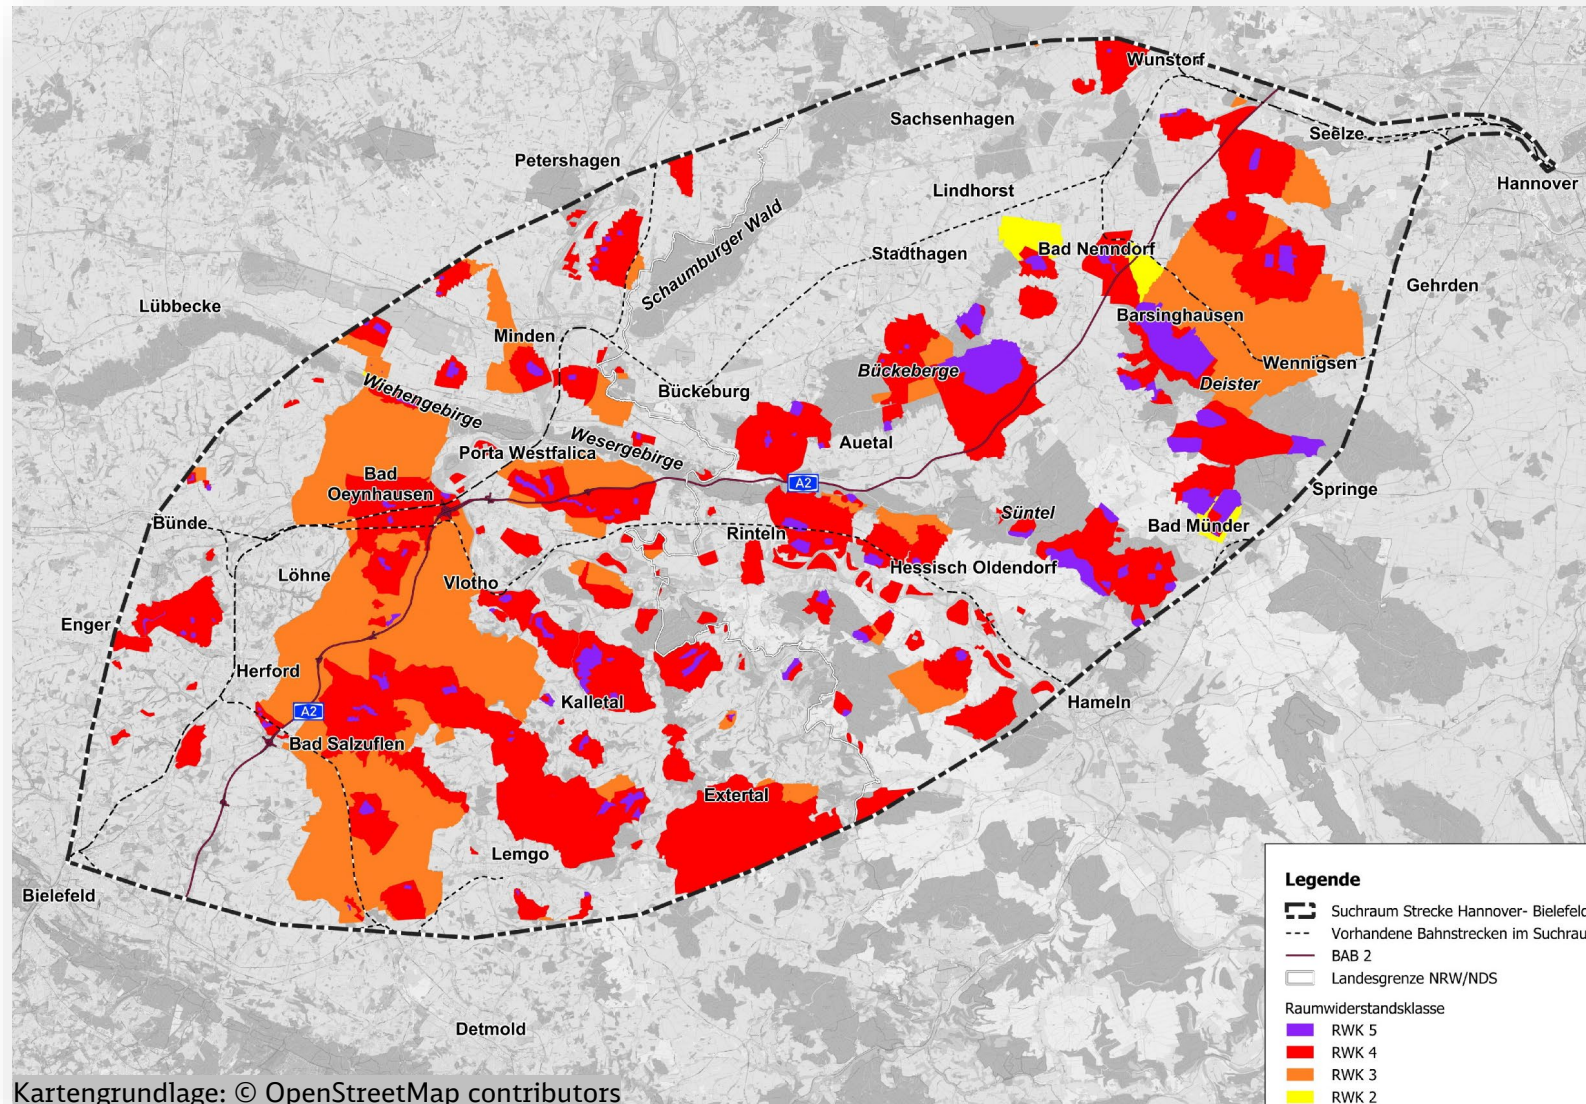 Wunstorf
Sachsenhagen
Seelze
Petershagen
Hannover
Lindhorst
Schaumburger Wald
Stadthagen
Bad Nenndorf
Gehrden
Lübbecke
Barsinghausen
Minden
Wennigsen
Bückeberge
Deister
Wiehengebirge
Bückeburg
Auetal
Wesergebirge
Porta Westfalica
Bad
Oeynhausen
A2
Springe
Süntel
Bünde
Bad Münder
Rinteln
Hessisch Oldendorf
Löhne
Vlotho
Enger
Herford
Kalletal
Hameln
A2
Bad Salzuflen
Extertal
Lemgo
Bielefeld
Detmold
Legende
Suchraum Strecke Hannover- Bielefeld
Vorhandene Bahnstrecken im Suchrau
BAB 2
Landesgrenze NRW/NDS
Raumwiderstandsklasse
RWK 5
RWK 4
RWK 3
RWK 2
Kartengrundlage: © OpenStreetMap contributors